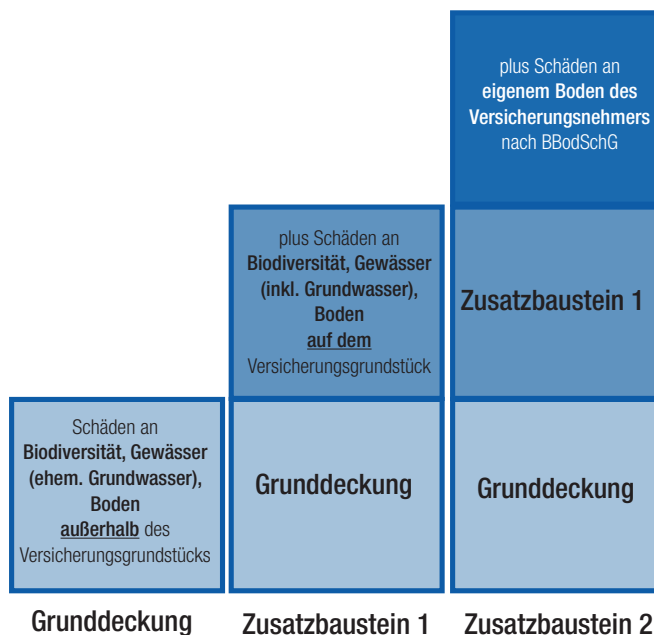 plus Schäden an
eigenem Boden des
Versicherungsnehmers
nach BBodSchG
plus Schäden an
Biodiversität, Gewässer
(inkl. Grundwasser),
Boden
auf dem
Versicherungsgrundstück
Zusatzbaustein 1
Schäden an
Biodiversität, Gewässer
(ehem. Grundwasser),
Boden
außerhalb des
Versicherungsgrundstücks
Grunddeckung
Grunddeckung
Grunddeckung
Zusatzbaustein 1
Zusatzbaustein 2